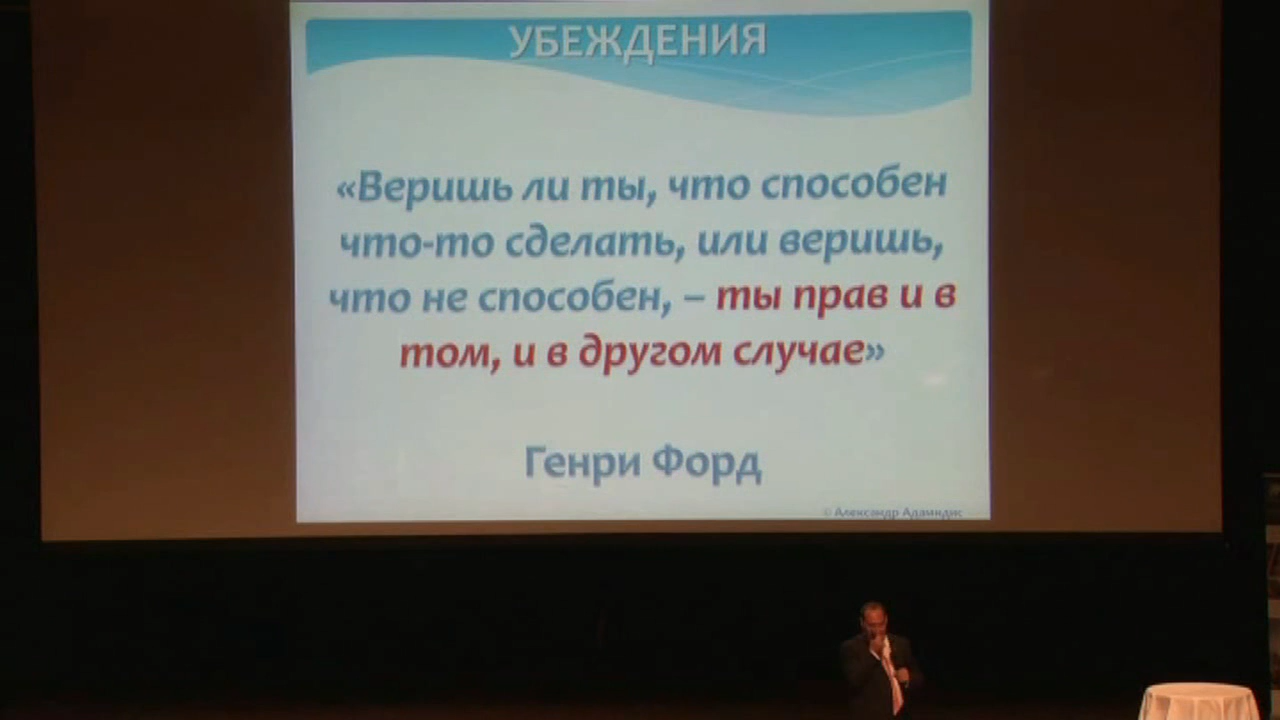 УБЕЖДЕНИЯ
«Веришь ли ты, что способен
что-то сделать, или веришь,
что не способен, – ты прав и в
том, и в другом случае»
Генри Форд
© Александр Адамидис